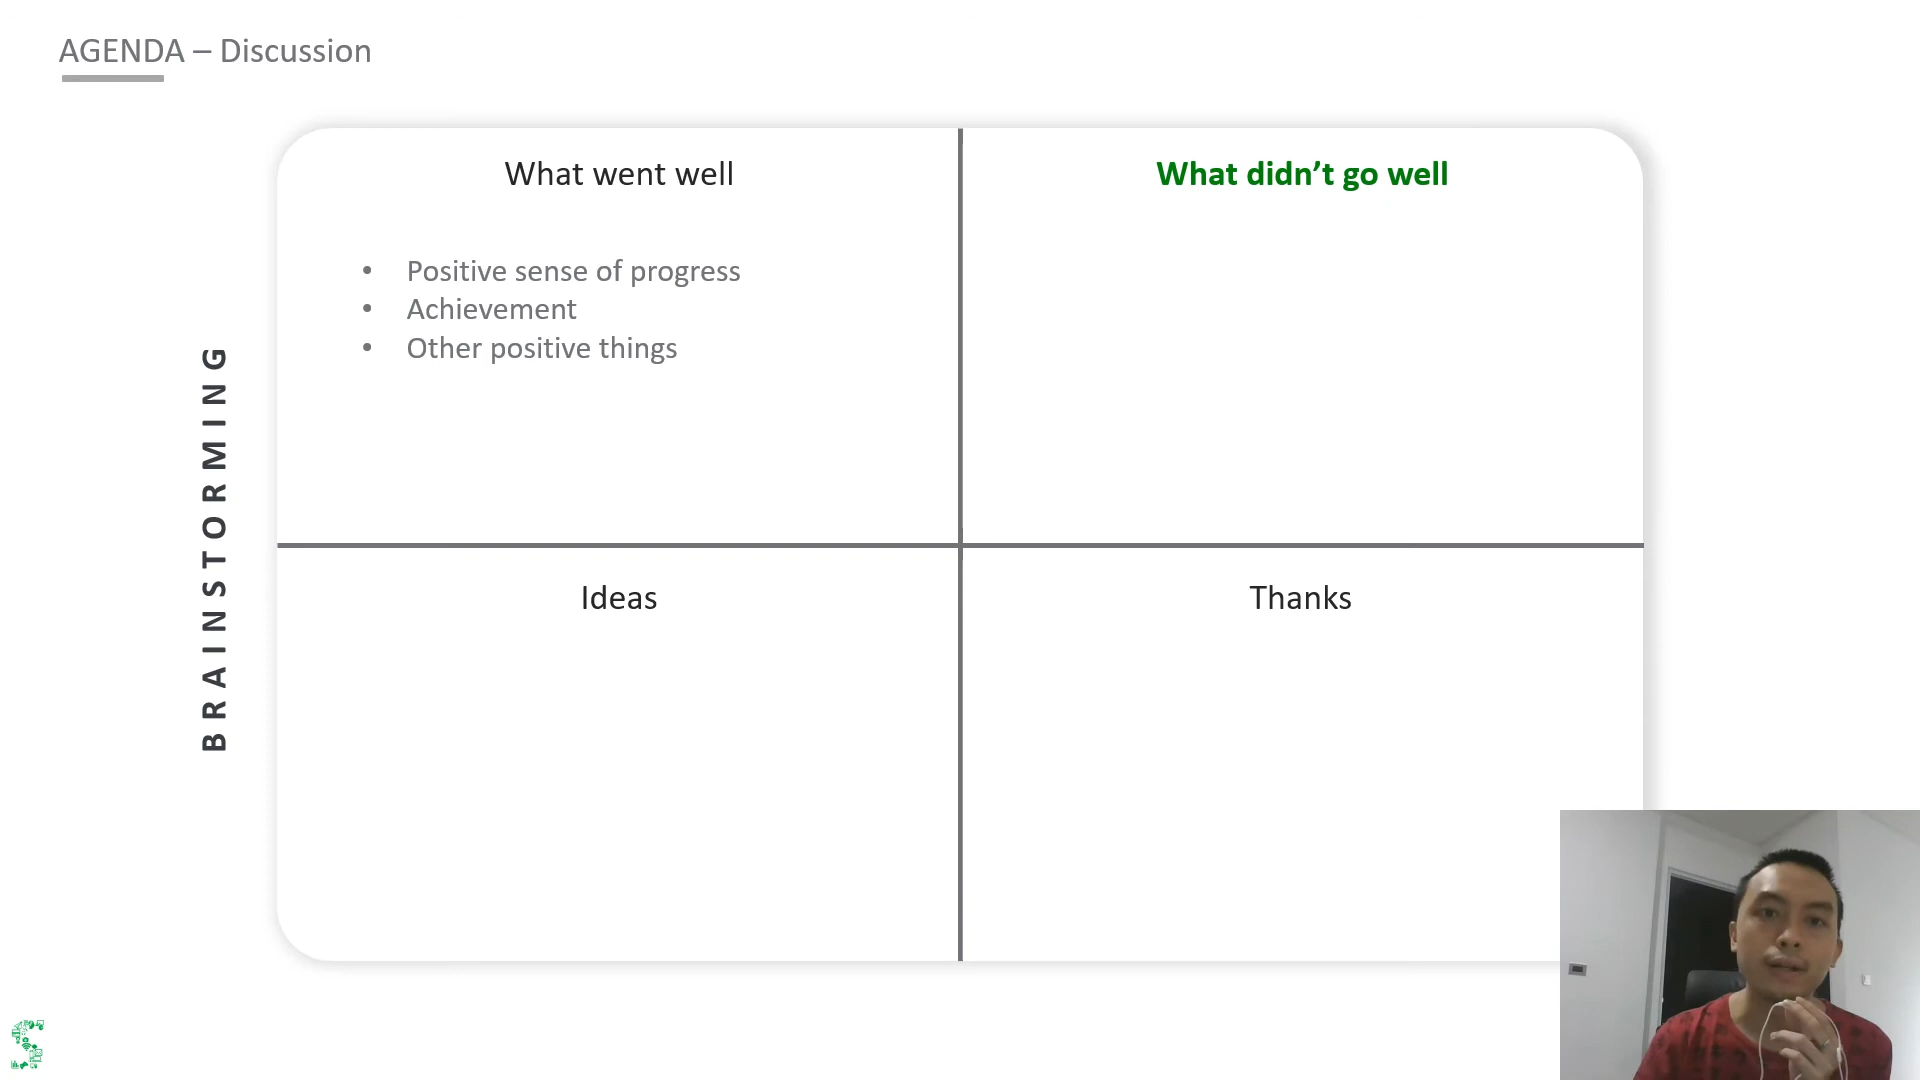 AGENDA – Discussion
What went well
What didn’t go well
• Positive sense of progress
• Achievement
• Other positive things
BRAINSTORMING
Ideas
Thanks